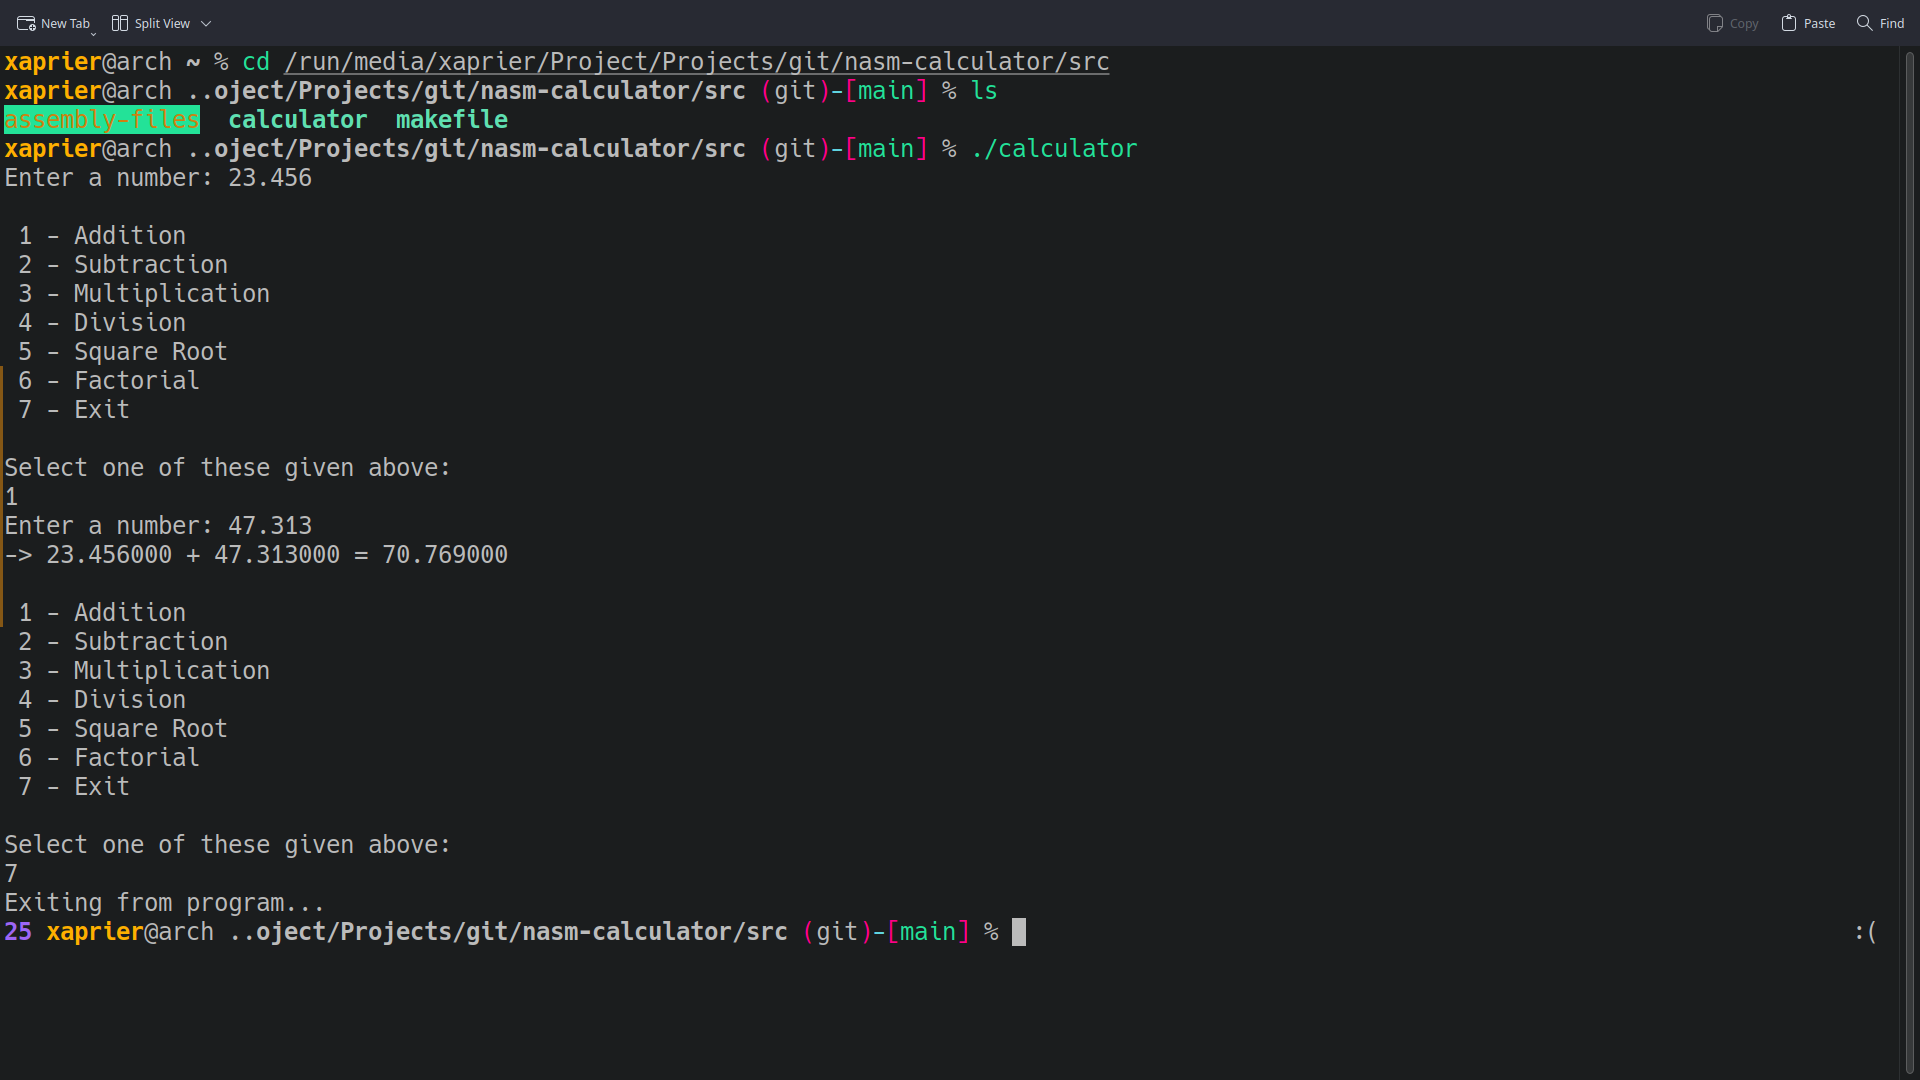 New Tab Split View Copy Paste Find
xaprier@arch ~ % cd /run/media/xaprier/Project/Projects/git/nasm-calculator/src
xaprier@arch ..oject/Projects/git/nasm-calculator/src (git)-[main] % ls
assembly-files calculator makefile
xaprier@arch ..oject/Projects/git/nasm-calculator/src (git)-[main] % ./calculator
Enter a number: 23.456
1 - Addition
2 - Subtraction
3 - Multiplication
4 - Division
5 - Square Root
6 - Factorial
7 - Exit
Select one of these given above:
1
Enter a number: 47.313
-> 23.456000 + 47.313000 = 70.769000
1 - Addition
2 - Subtraction
3 - Multiplication
4 - Division
5 - Square Root
6 - Factorial
7 - Exit
Select one of these given above:
7
Exiting from program...
25 xaprier@arch ..oject/Projects/git/nasm-calculator/src (git)-[main] % :(